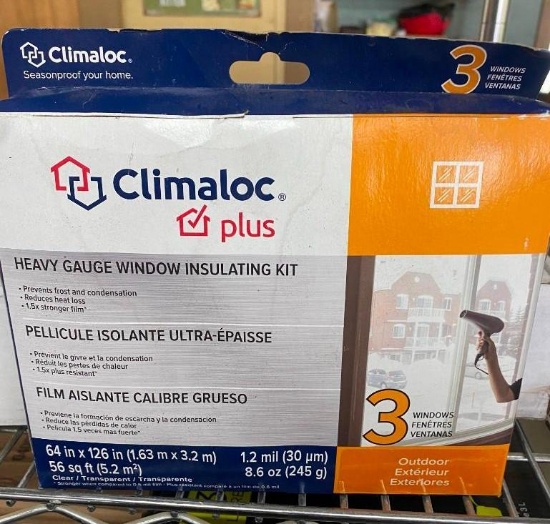 Climaloc®
Seasonproof your home.
3 WINDOWS
FENÊTRES
VENTANAS
Climaloc®
plus
HEAVY GAUGE WINDOW INSULATING KIT
• Prevents frost and condensation
• Reduces heat loss
• 1.5x stronger film*
PELLICULE ISOLANTE ULTRA-ÉPAISSE
• Prévient le givre et la condensation
• Réduit les pertes de chaleur
• 1.5x plus resistant*
FILM AISLANTE CALIBRE GRUESO
• Previene la formación de escarcha y la condensación
• Reduce las pérdidas de calor
• Película 1.5 veces mas fuerte*
3 WINDOWS
FENÊTRES
VENTANAS
64 in x 126 in (1.63 m x 3.2 m)
56 sq ft (5.2 m²)
1.2 mil (30 µm)
8.6 oz (245 g)
Clear / Transparent / Transparente
Outdoor
Extérieur
Exteriores